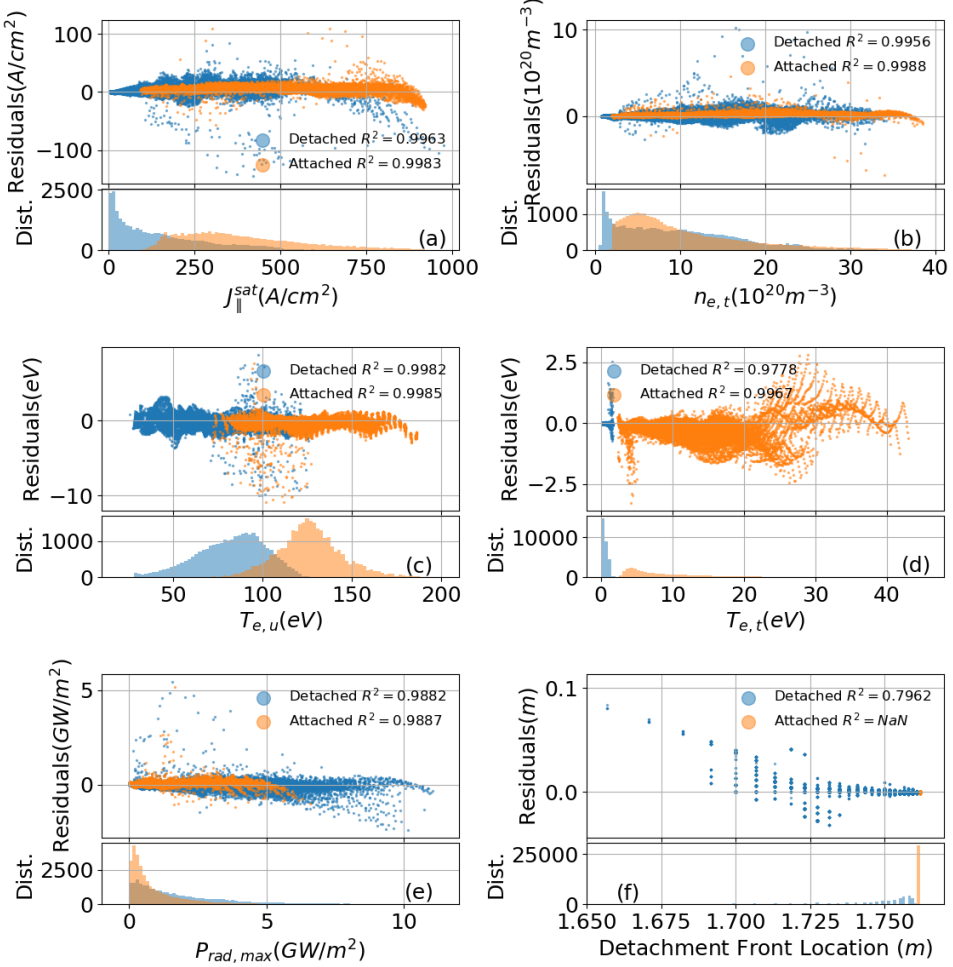 Residuals(A/cm²)
100
0
−100
Detached R² = 0.9963
Attached R² = 0.9983
Dist.
2500
0
(a)
0 250 500 750 1000
J∥^sat(A/cm²)
Residuals(10²⁰m⁻³)
10
0
Detached R² = 0.9956
Attached R² = 0.9988
Dist.
1000
0
(b)
0 10 20 30 40
n_e,t(10²⁰m⁻³)
Residuals(eV)
0
−10
Detached R² = 0.9982
Attached R² = 0.9985
Dist.
1000
0
(c)
50 100 150 200
T_e,u(eV)
Residuals(eV)
2.5
0.0
−2.5
Detached R² = 0.9778
Attached R² = 0.9967
Dist.
10000
0
(d)
0 10 20 30 40
T_e,t(eV)
Residuals(GW/m²)
5
0
Detached R² = 0.9882
Attached R² = 0.9887
Dist.
2500
0
(e)
0 5 10
P_rad,max(GW/m²)
Residuals(m)
0.1
0.0
Detached R² = 0.7962
Attached R² = NaN
Dist.
25000
0
(f)
1.650 1.675 1.700 1.725 1.750
Detachment Front Location (m)